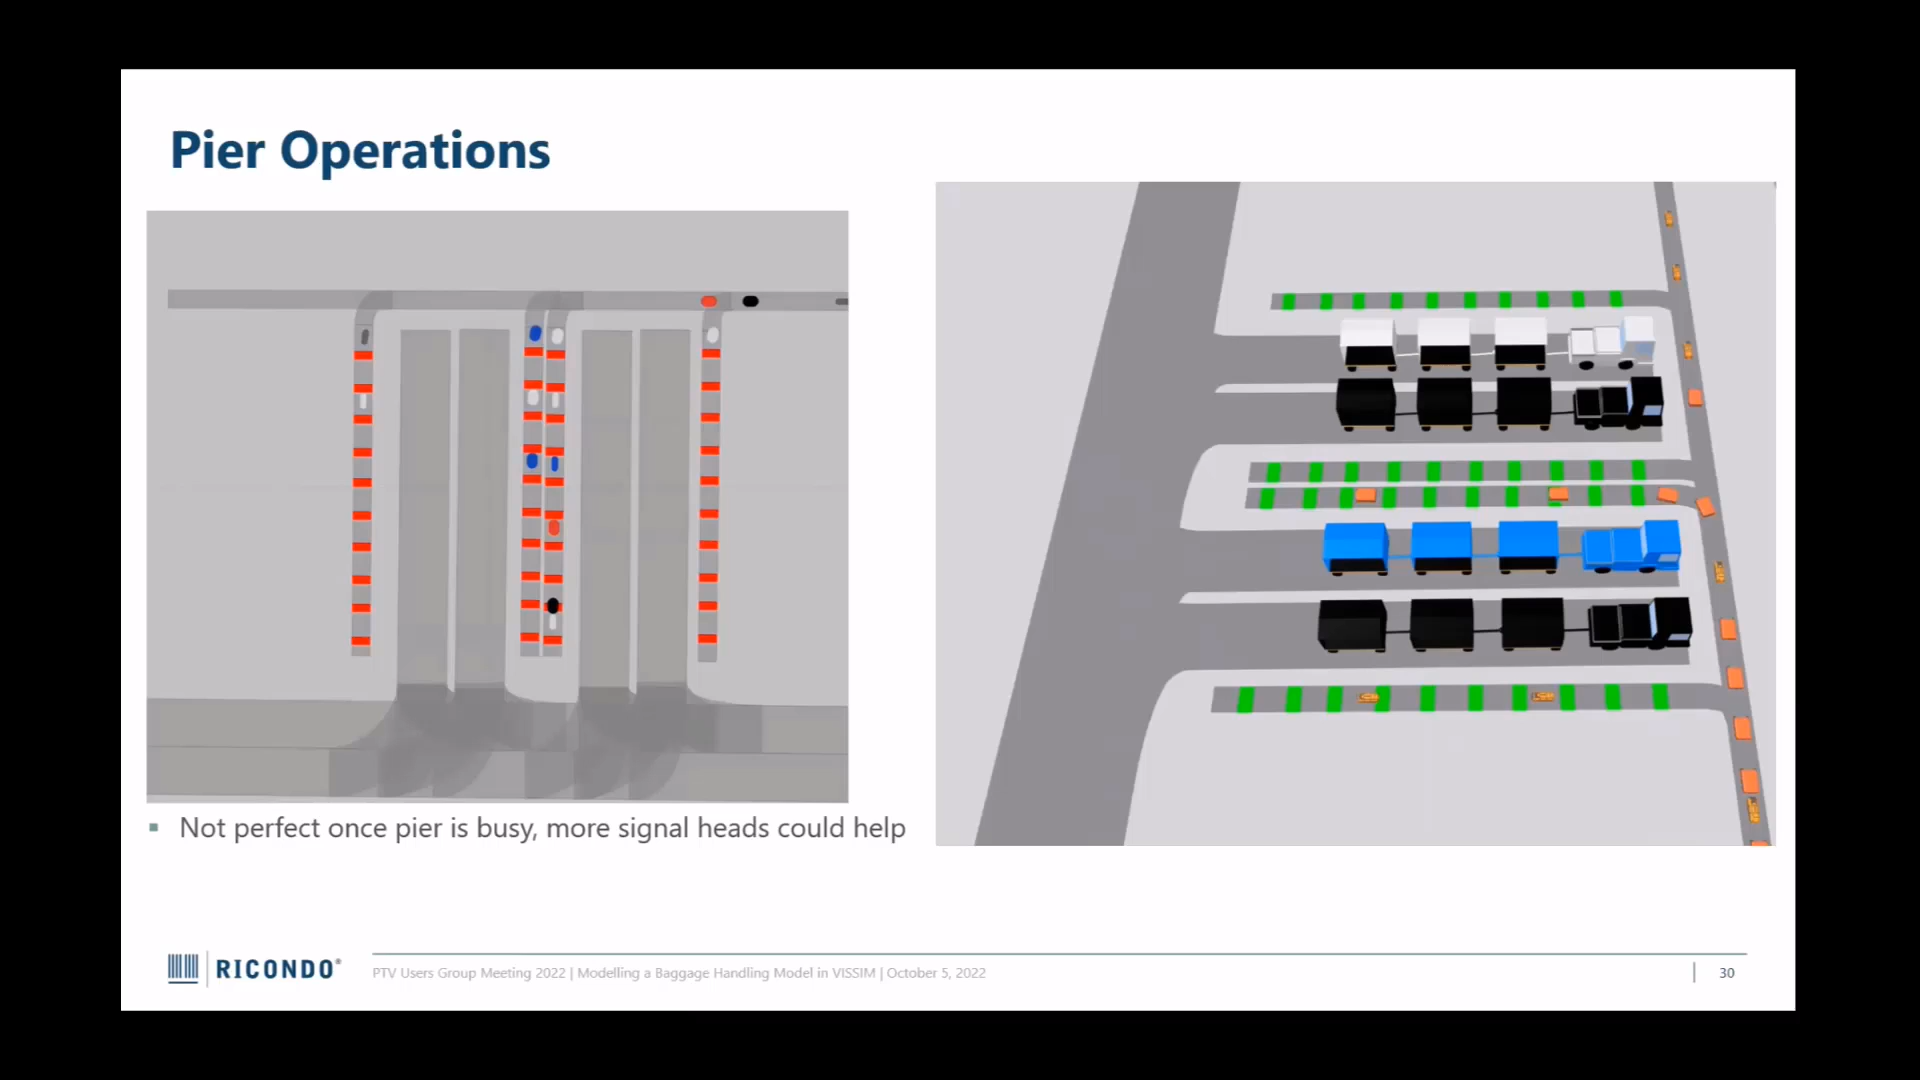 Pier Operations
▪ Not perfect once pier is busy, more signal heads could help
RICONDO®
PTV Users Group Meeting 2022 | Modelling a Baggage Handling Model in VISSIM | October 5, 2022
30